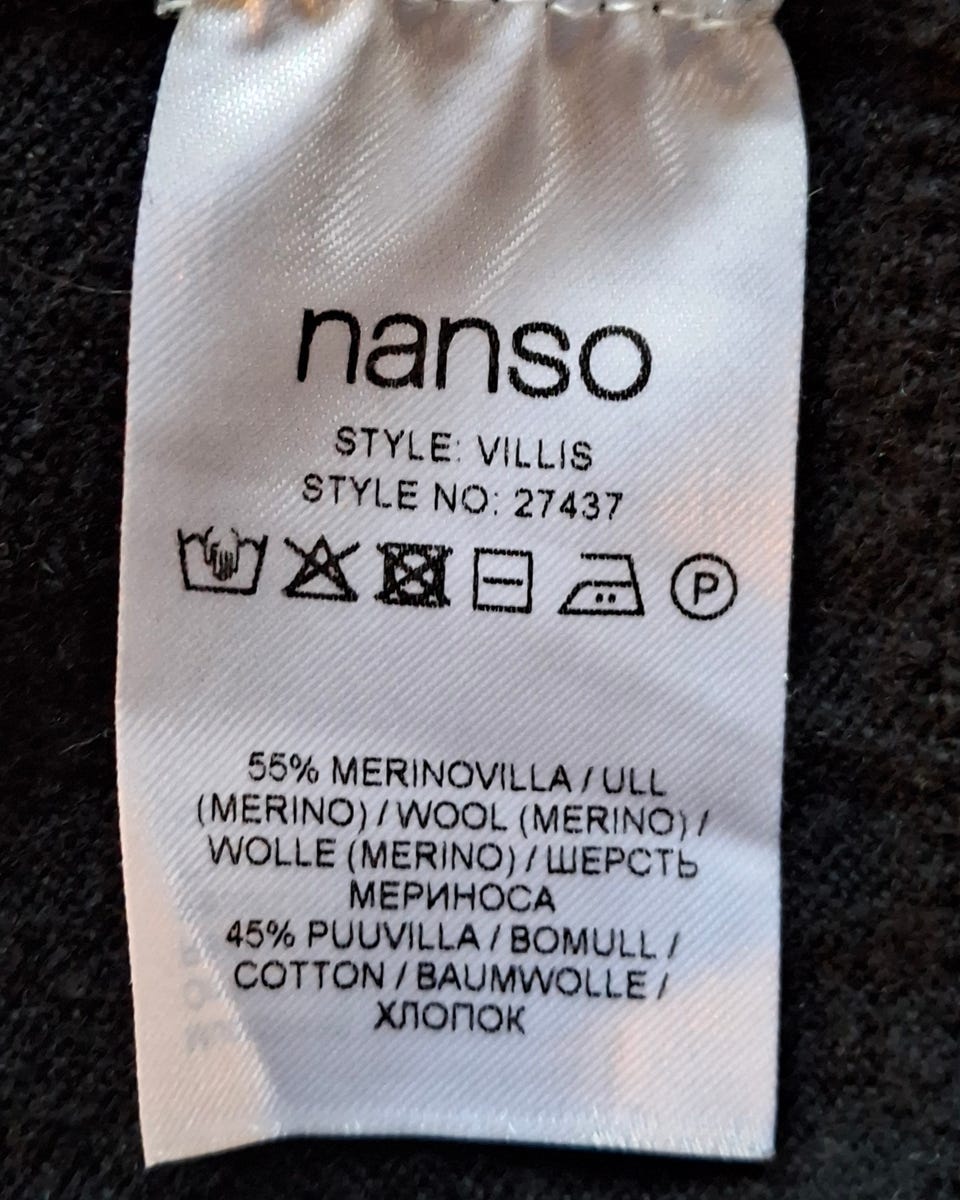 nanso
STYLE: VILLIS
STYLE NO: 27437
P
55% MERINOVILLA / ULL
(MERINO) / WOOL (MERINO) /
WOLLE (MERINO) / ШЕРСТЬ
МЕРИНОСА
45% PUUVILLA / BOMULL /
COTTON / BAUMWOLLE /
ХЛОПОК